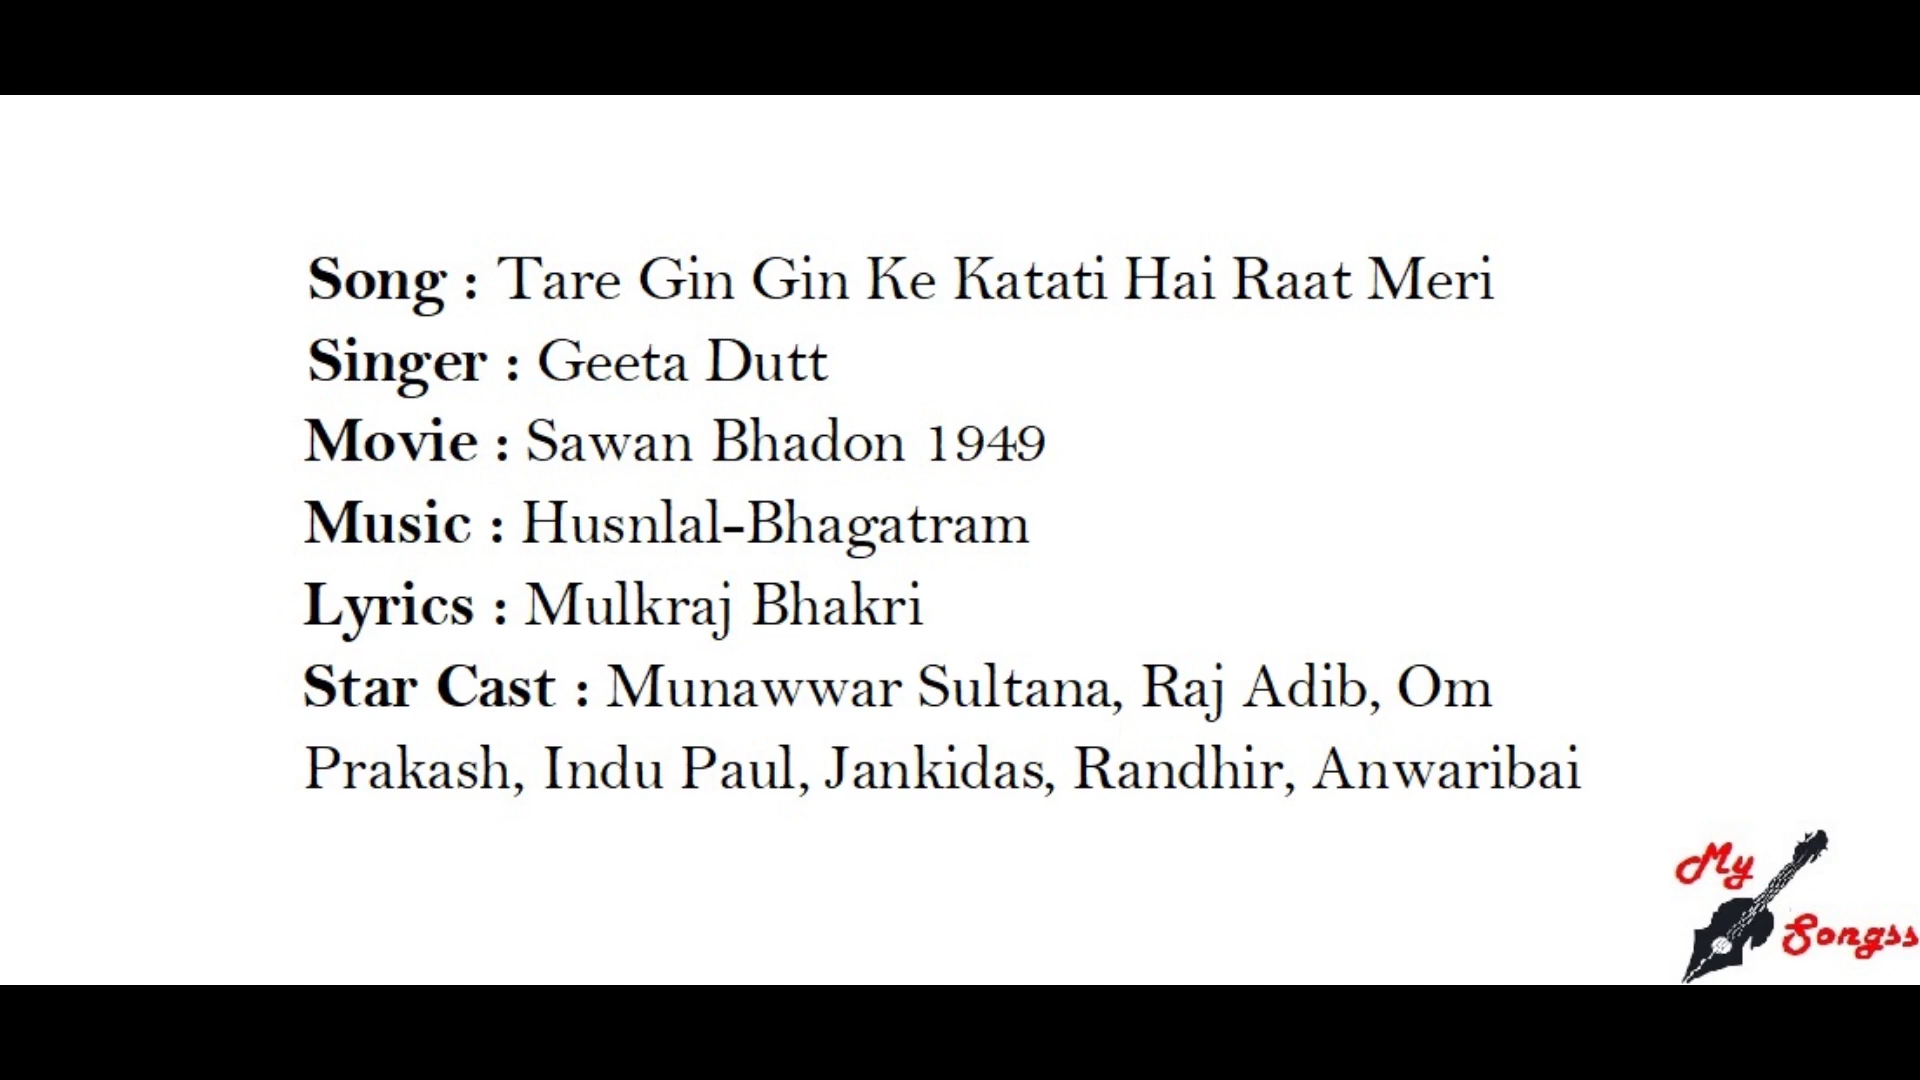 Song : Tare Gin Gin Ke Katati Hai Raat Meri
Singer : Geeta Dutt
Movie : Sawan Bhadon 1949
Music : Husnlal-Bhagatram
Lyrics : Mulkraj Bhakri
Star Cast : Munawwar Sultana, Raj Adib, Om
Prakash, Indu Paul, Jankidas, Randhir, Anwaribai
My
Songss